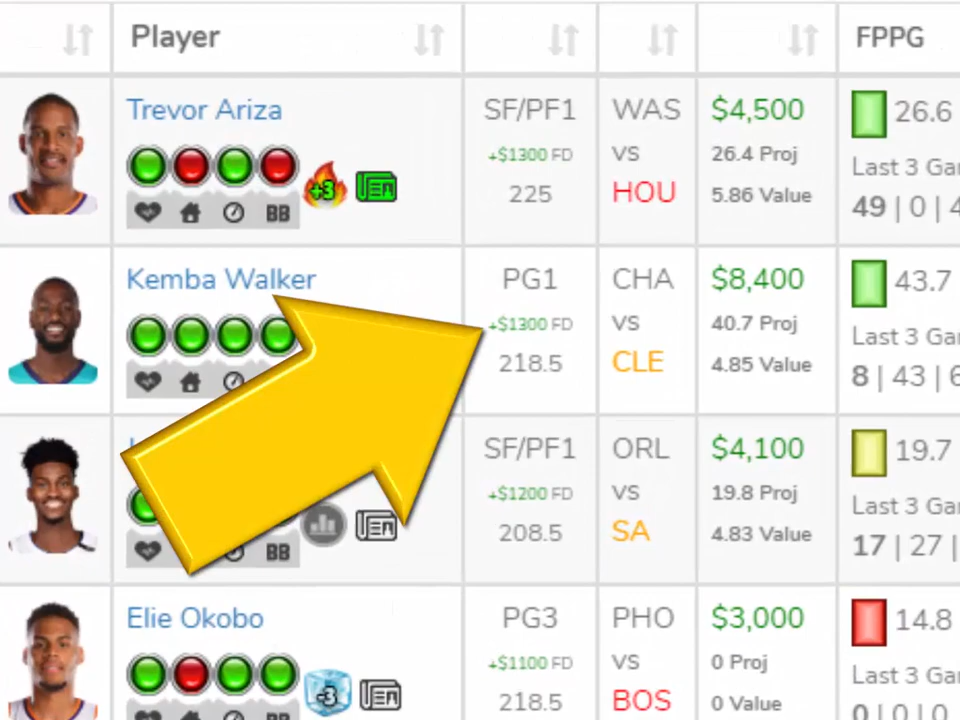 Player FPPG
Trevor Ariza SF/PF1 WAS $4,500 26.6
+$1300 FD VS 26.4 Proj Last 3 Ga
+3
225 HOU 5.86 Value 49 | 0 | 4
BB
Kemba Walker PG1 CHA $8,400 43.7
+$1300 FD VS 40.7 Proj Last 3 Ga
218.5 CLE 4.85 Value 8 | 43 | 6
SF/PF1 ORL $4,100 19.7
+$1200 FD VS 19.8 Proj Last 3 Ga
208.5 SA 4.83 Value 17 | 27 |
BB
Elie Okobo PG3 PHO $3,000 14.8
+$1100 FD VS 0 Proj Last 3 Ga
-3
218.5 BOS 0 Value 0 | 0 | 0
BB